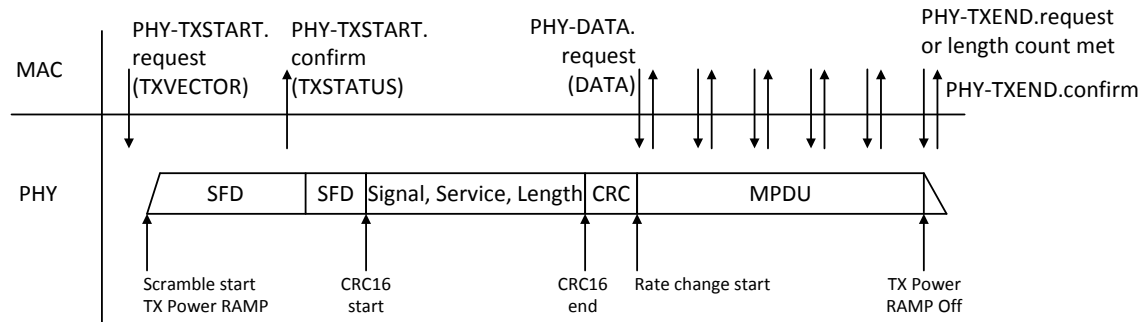 PHY-TXSTART.
request
(TXVECTOR)
PHY-TXSTART.
confirm
(TXSTATUS)
PHY-DATA.
request
(DATA)
PHY-TXEND.request
or length count met
PHY-TXEND.confirm
MAC
PHY
SFD
SFD
Signal, Service, Length
CRC
MPDU
Scramble start
TX Power RAMP
CRC16
start
CRC16
end
Rate change start
TX Power
RAMP Off